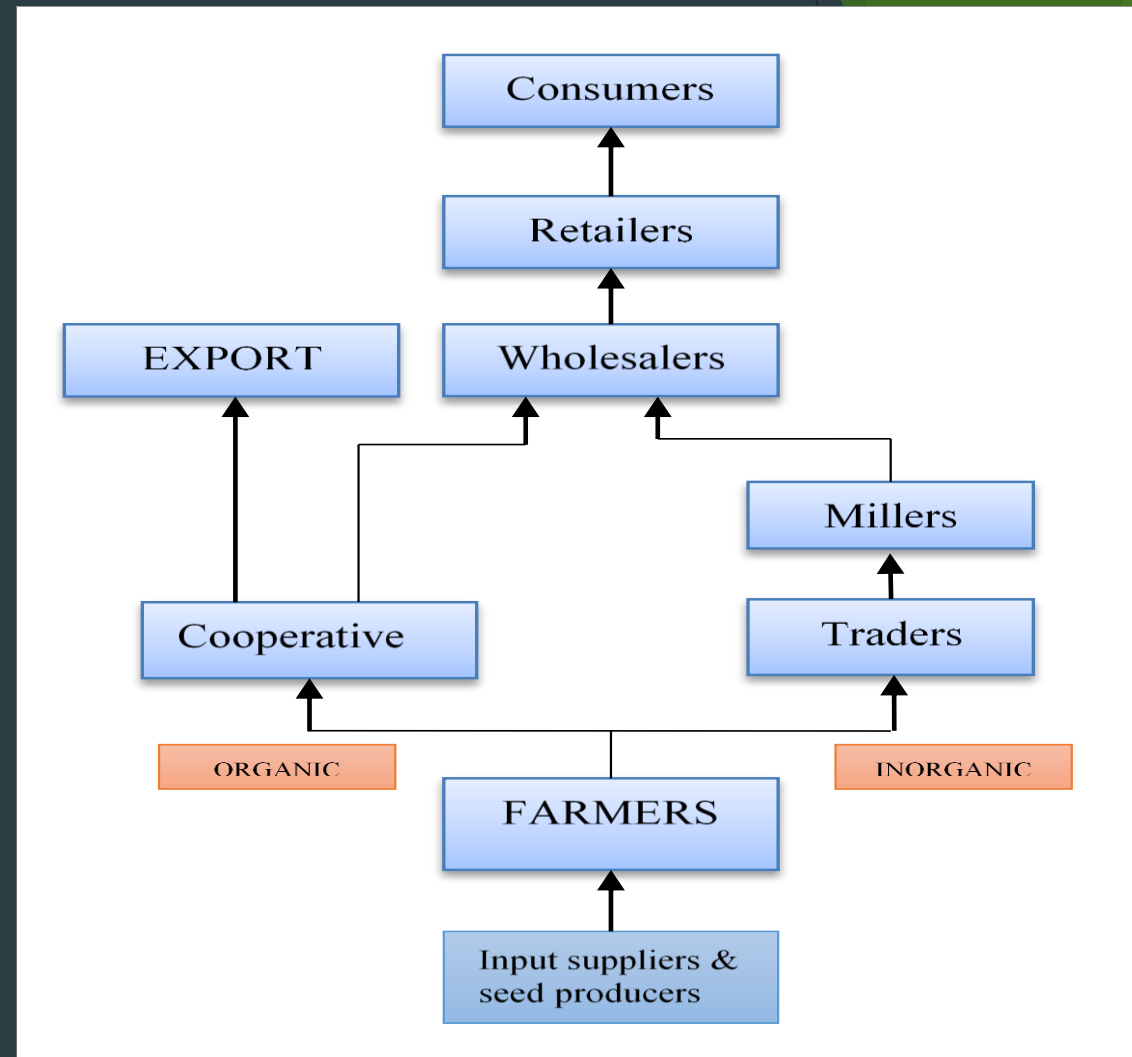 Consumers
Retailers
EXPORT
Wholesalers
Millers
Cooperative
Traders
ORGANIC
INORGANIC
FARMERS
Input suppliers &
seed producers